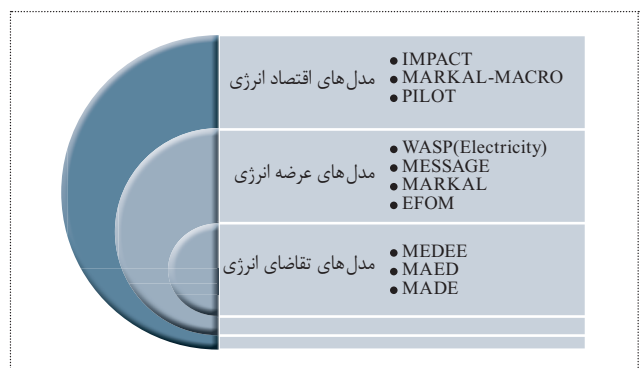 مدل‌های اقتصاد انرژی
● IMPACT
● MARKAL-MACRO
● PILOT
مدل‌های عرضه انرژی
● WASP(Electricity)
● MESSAGE
● MARKAL
● EFOM
مدل‌های تقاضای انرژی
● MEDEE
● MAED
● MADE